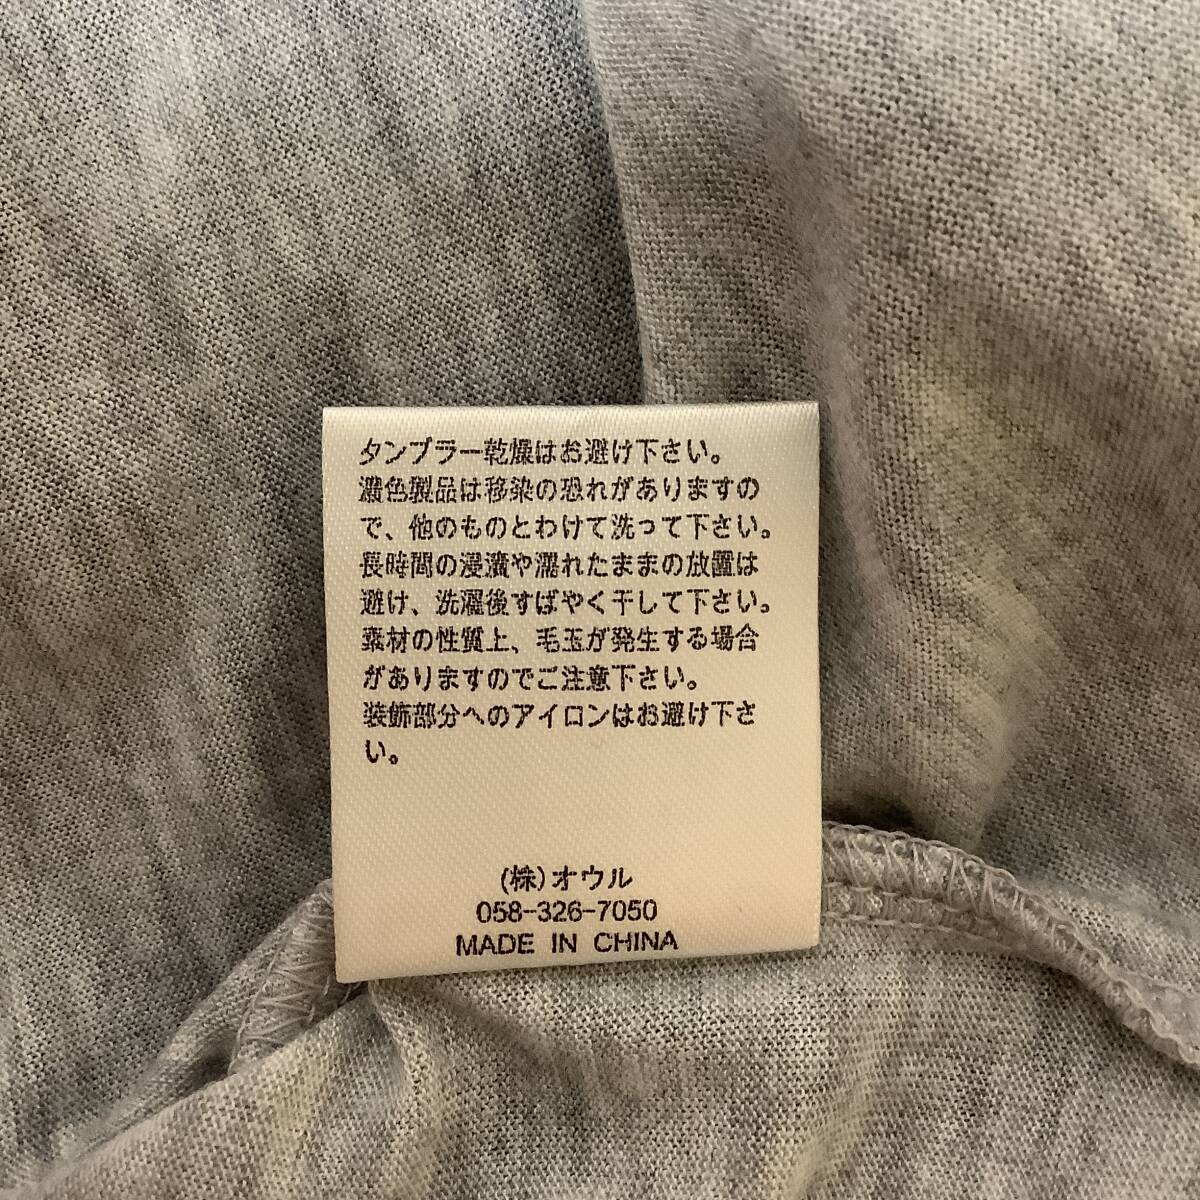 タンブラー乾燥はお避け下さい。
濃色製品は移染の恐れがありますの
で、他のものとわけて洗って下さい。
長時間の浸漬や濡れたままの放置は
避け、洗濯後すばやく干して下さい。
素材の性質上、毛玉が発生する場合
がありますのでご注意下さい。
装飾部分へのアイロンはお避け下さ
い。
(株)オウル
058-326-7050
MADE IN CHINA